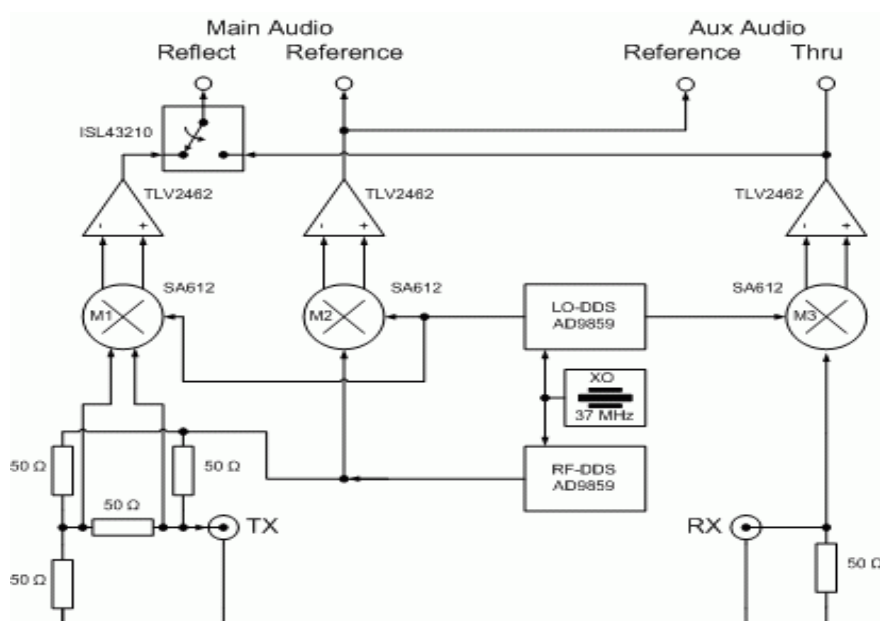 Main Audio
Aux Audio
Reflect
Reference
Reference
Thru
ISL43210
TLV2462
TLV2462
TLV2462
- +
- +
- +
SA612
SA612
SA612
M1
M2
LO-DDS
AD9859
M3
XO
37 MHz
50 Ω
50 Ω
RF-DDS
AD9859
50 Ω
TX
RX
50 Ω
50 Ω